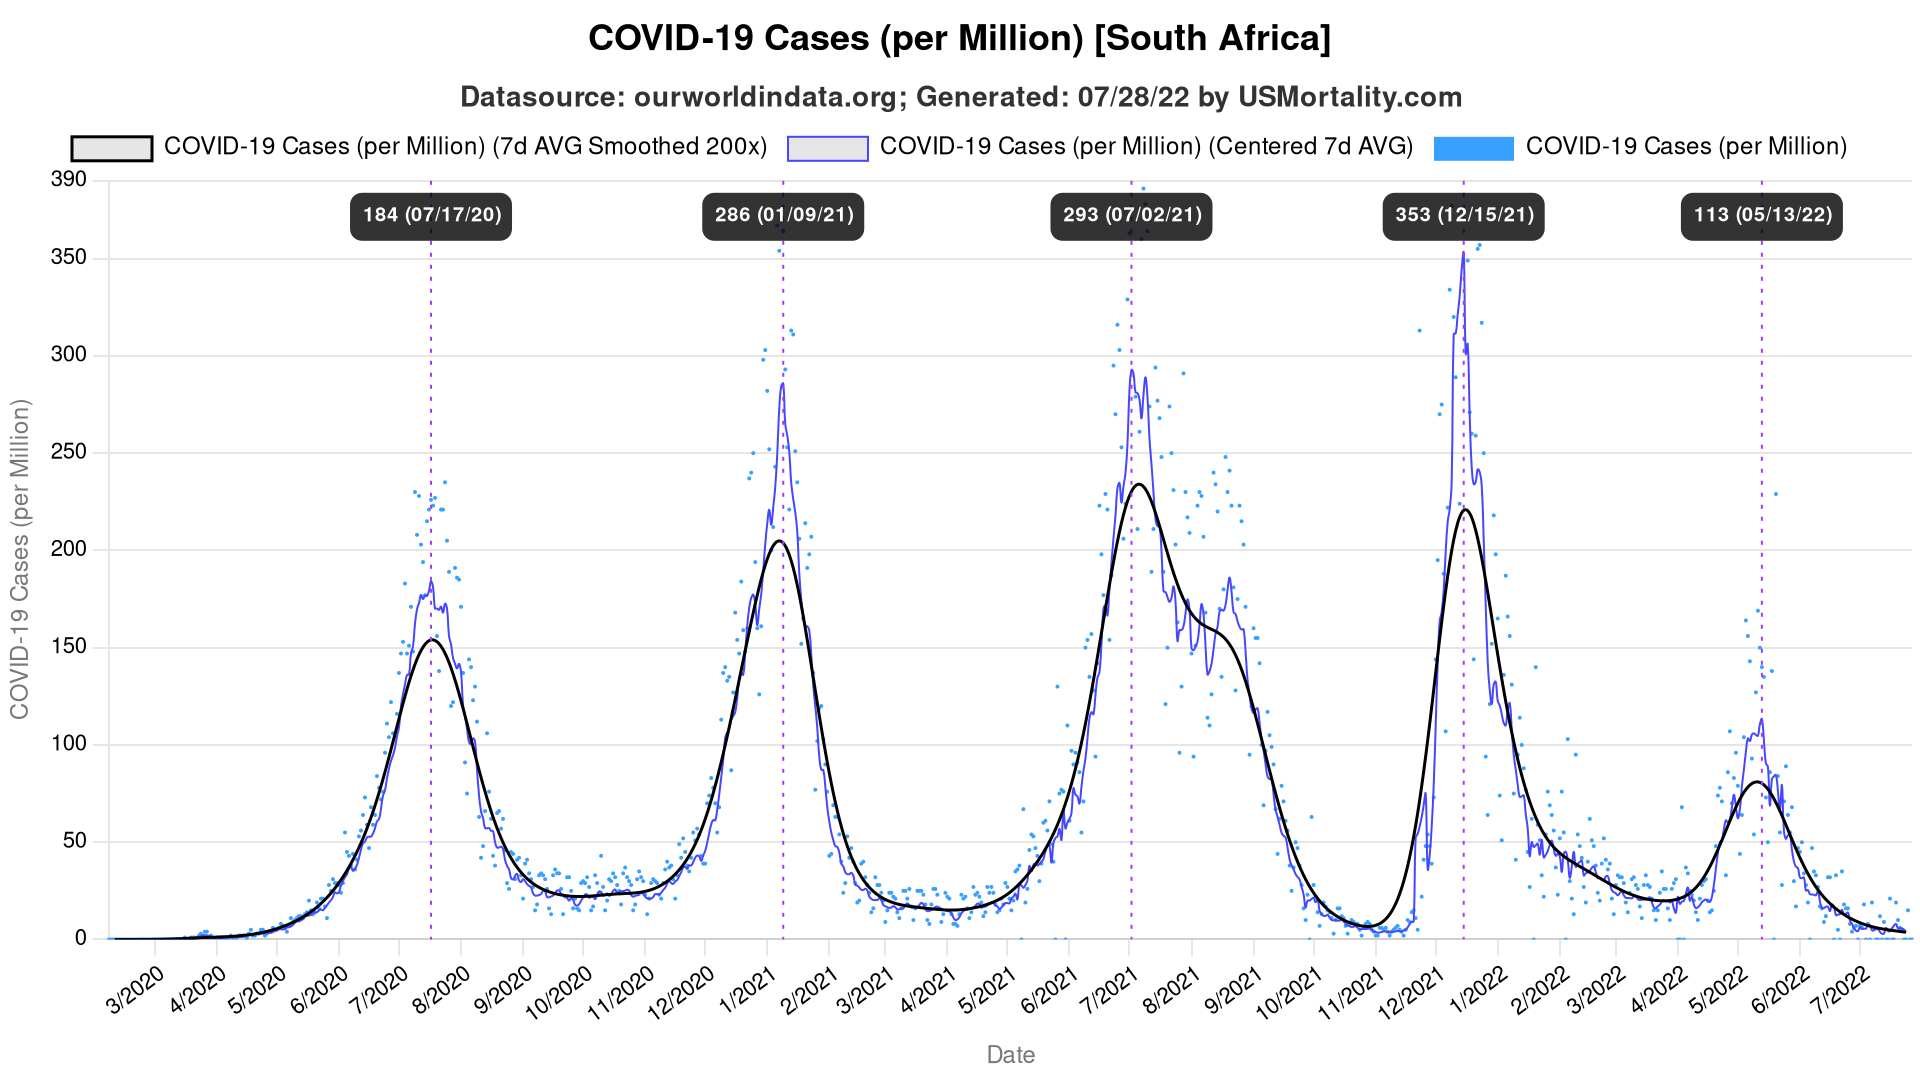 COVID-19 Cases (per Million) [South Africa]
Datasource: ourworldindata.org; Generated: 07/28/22 by USMortality.com
COVID-19 Cases (per Million) (7d AVG Smoothed 200x) COVID-19 Cases (per Million) (Centered 7d AVG) COVID-19 Cases (per Million)
184 (07/17/20) 286 (01/09/21) 293 (07/02/21) 353 (12/15/21) 113 (05/13/22)
COVID-19 Cases (per Million)
390
350
300
250
200
150
100
50
0
3/2020 4/2020 5/2020 6/2020 7/2020 8/2020 9/2020 10/2020 11/2020 12/2020 1/2021 2/2021 3/2021 4/2021 5/2021 6/2021 7/2021 8/2021 9/2021 10/2021 11/2021 12/2021 1/2022 2/2022 3/2022 4/2022 5/2022 6/2022 7/2022
Date